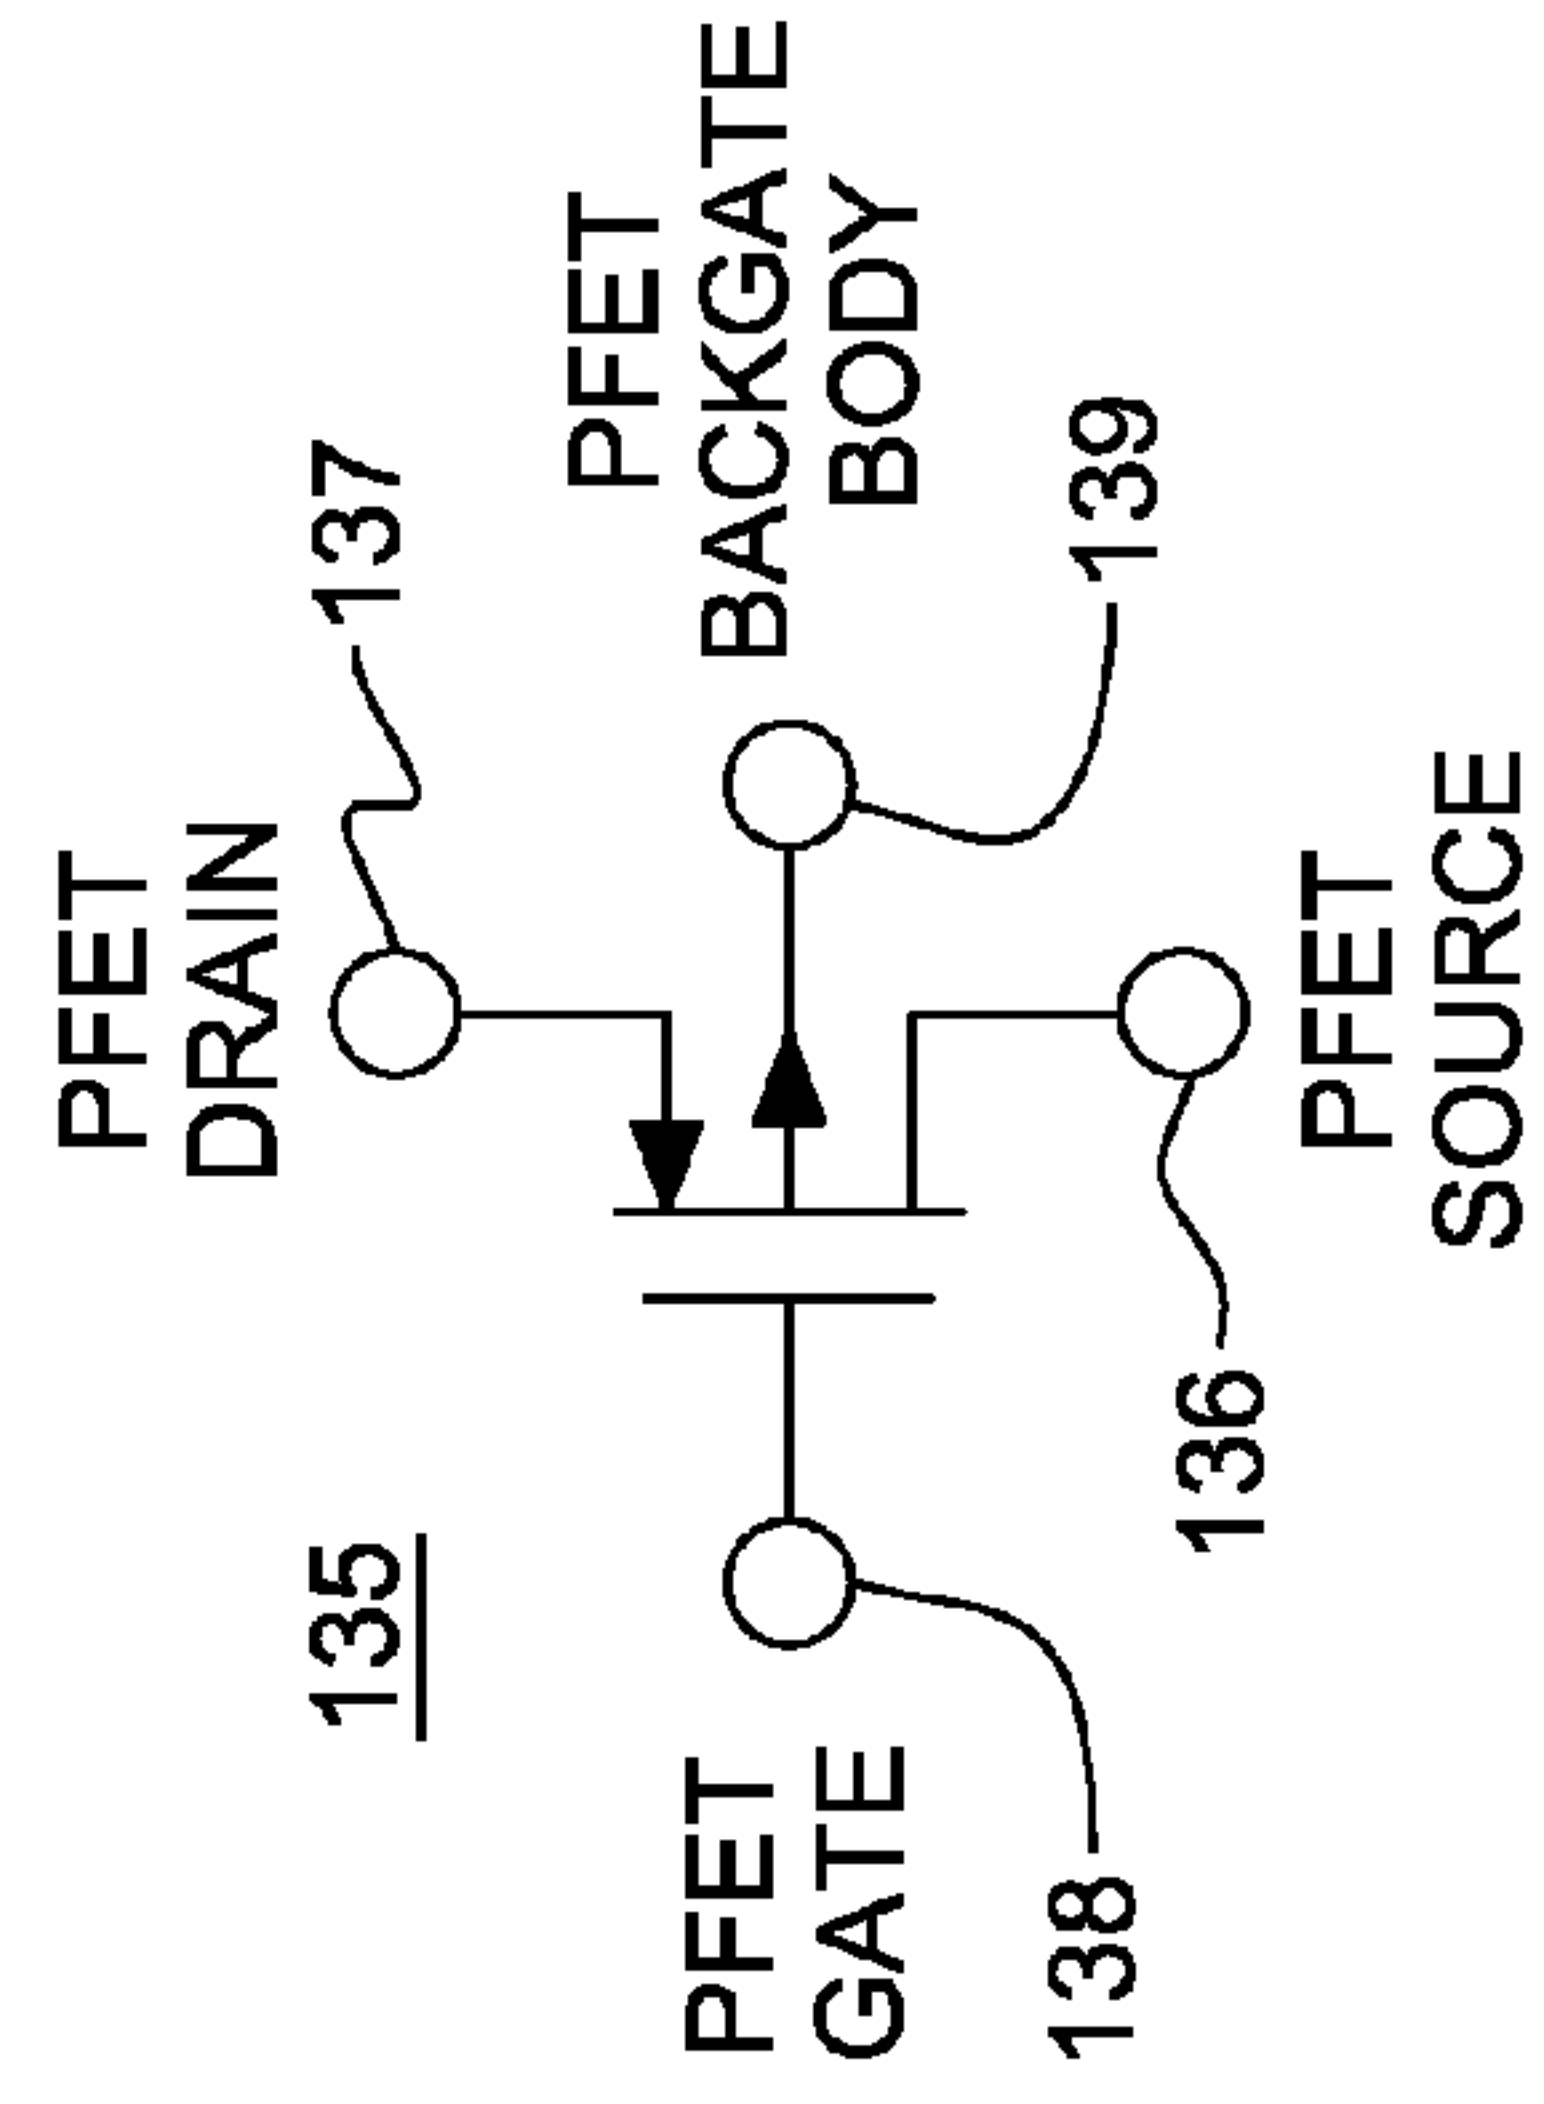 PFET
DRAIN
137
135
PFET
BACKGATE
BODY
PFET
GATE
139
138
136
PFET
SOURCE